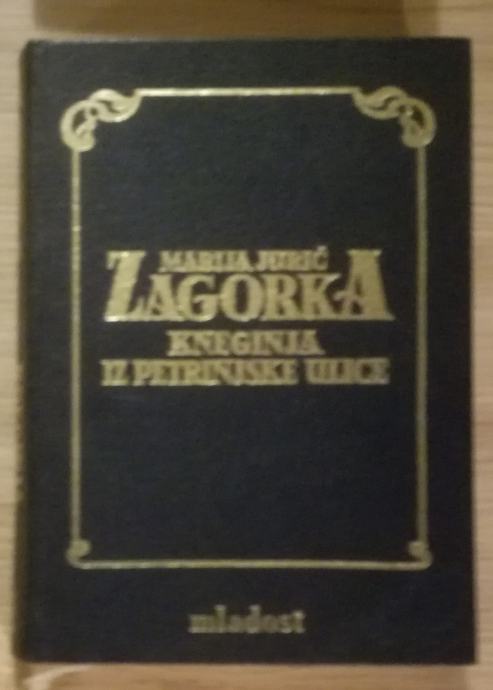 MARIJA JURIĆ
ZAGORKA
KNEGINJA
IZ PETRINJSKE ULICE
mladost